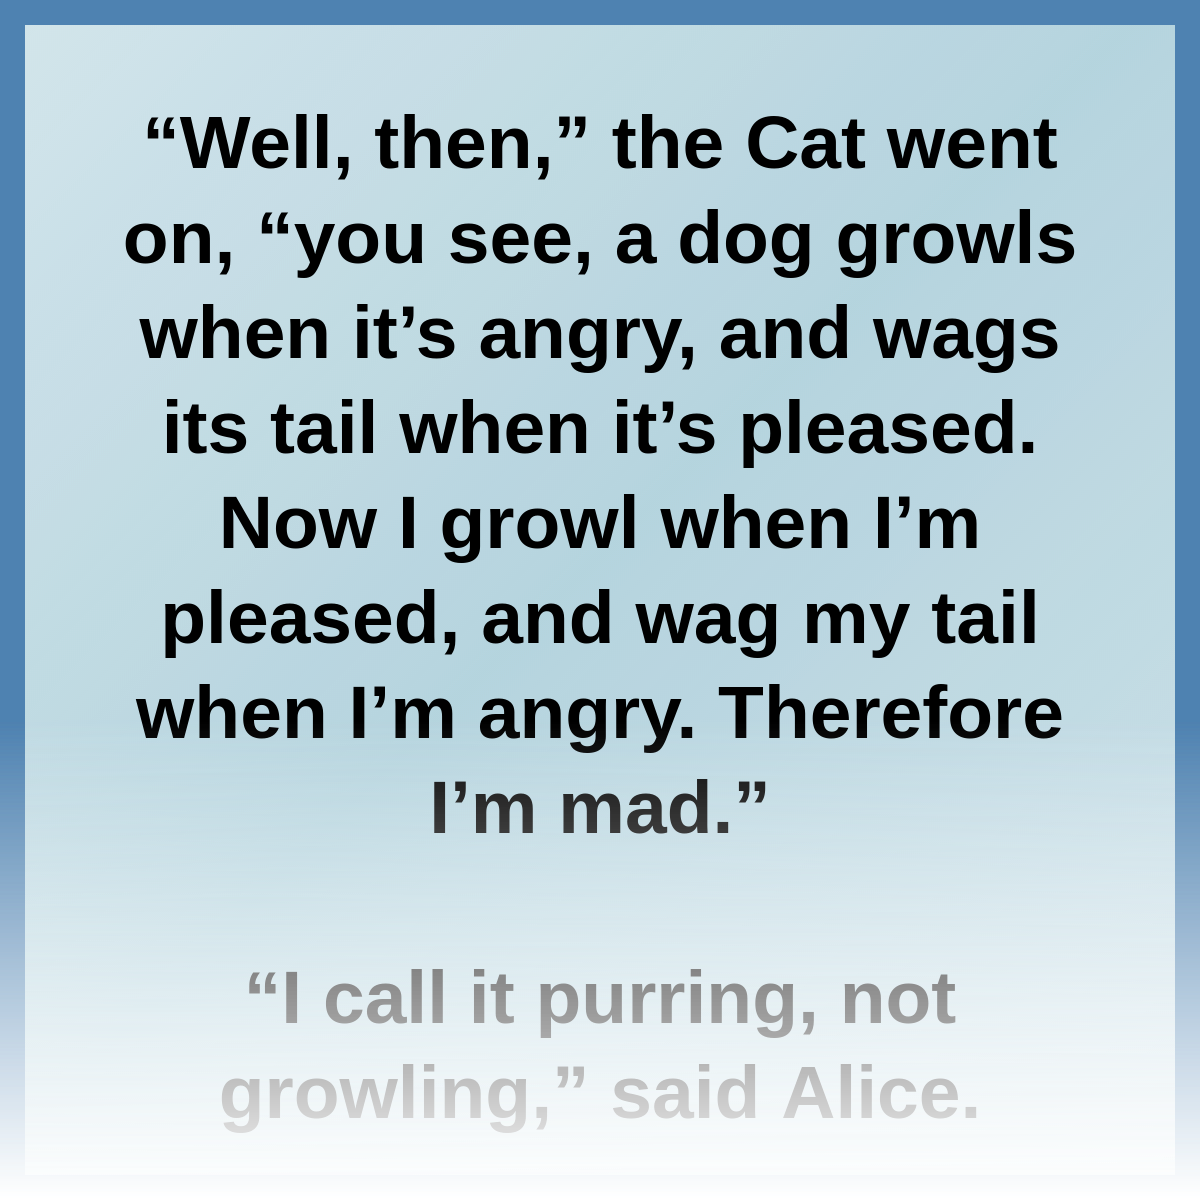 “Well, then,” the Cat went
on, “you see, a dog growls
when it’s angry, and wags
its tail when it’s pleased.
Now I growl when I’m
pleased, and wag my tail
when I’m angry. Therefore
I’m mad.”
“I call it purring, not
growling,” said Alice.